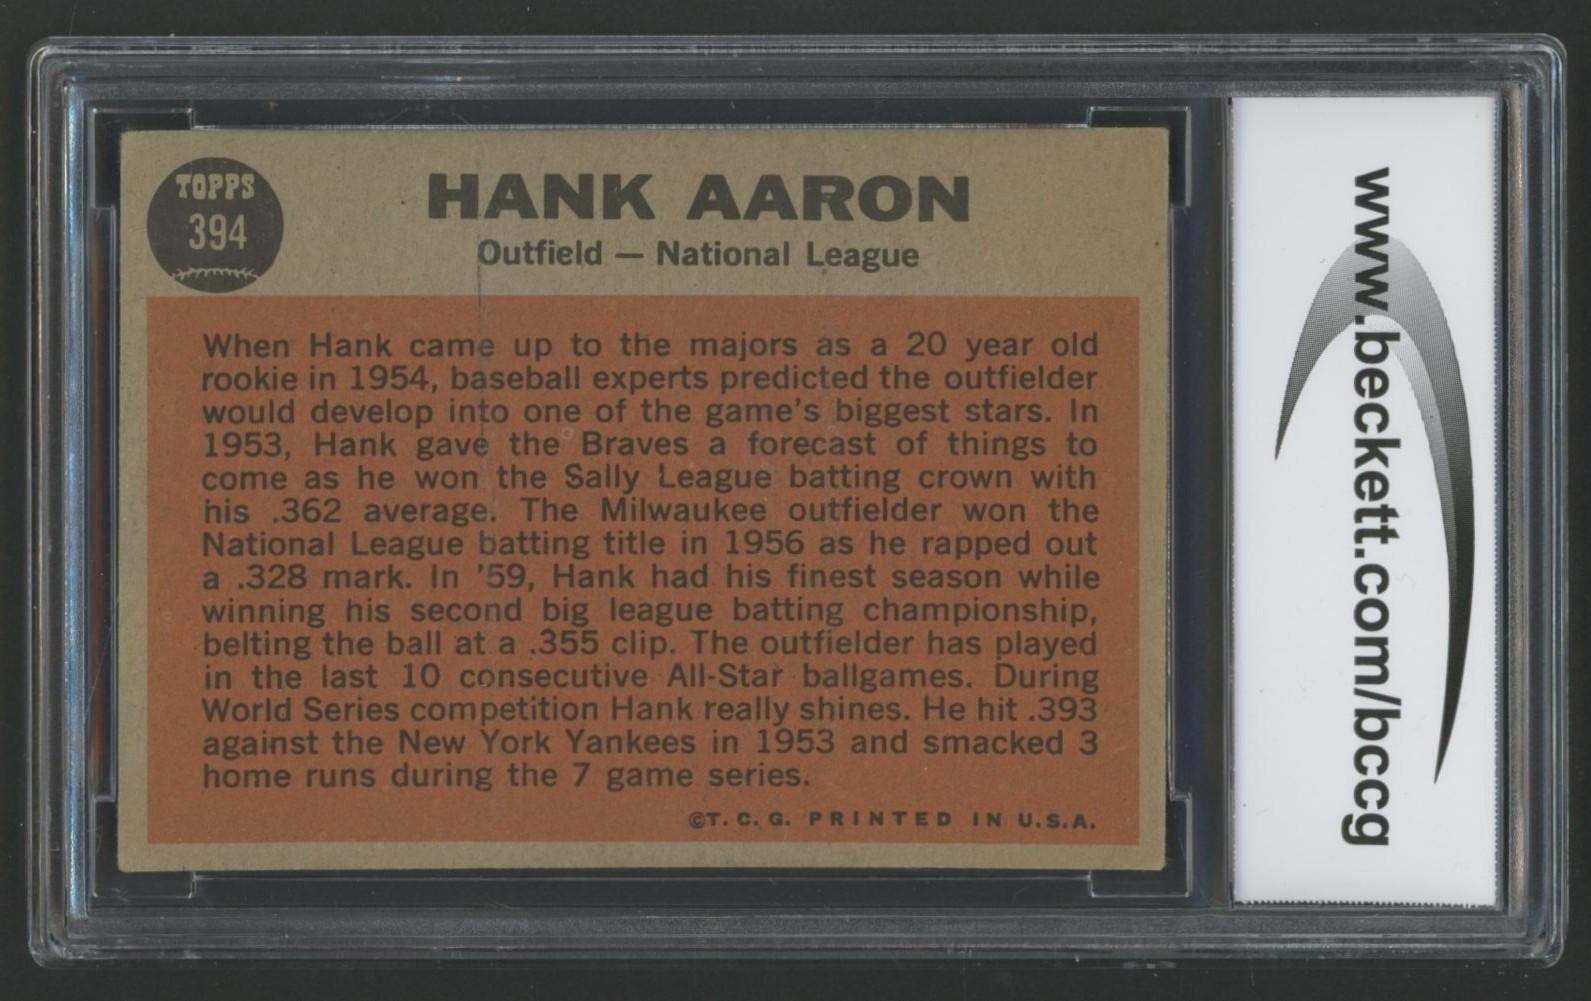 TOPPS
394
HANK AARON
Outfield — National League
When Hank came up to the majors as a 20 year old
rookie in 1954, baseball experts predicted the outfielder
would develop into one of the game's biggest stars. In
1953, Hank gave the Braves a forecast of things to
come as he won the Sally League batting crown with
his .362 average. The Milwaukee outfielder won the
National League batting title in 1956 as he rapped out
a .328 mark. In '59, Hank had his finest season while
winning his second big league batting championship,
belting the ball at a .355 clip. The outfielder has played
in the last 10 consecutive All-Star ballgames. During
World Series competition Hank really shines. He hit .393
against the New York Yankees in 1953 and smacked 3
home runs during the 7 game series.
©T. C. G. PRINTED IN U.S.A.
www.beckett.com/bccg